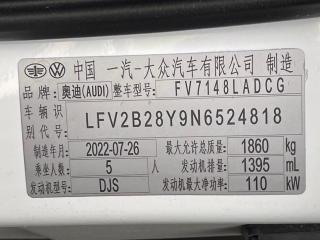 中国 一汽-大众汽车有限公司 制造
品牌 奥迪(AUDI) 整车型号 FV7148LADCG
车辆识
LFV2B28Y9N6524818
制造年月 2022-07-26 最大允许总质量 1860 kg
乘坐人数 5 人 发动机排量 1395 mL
发动机型号 DJS 发动机最大净功率 110 kW